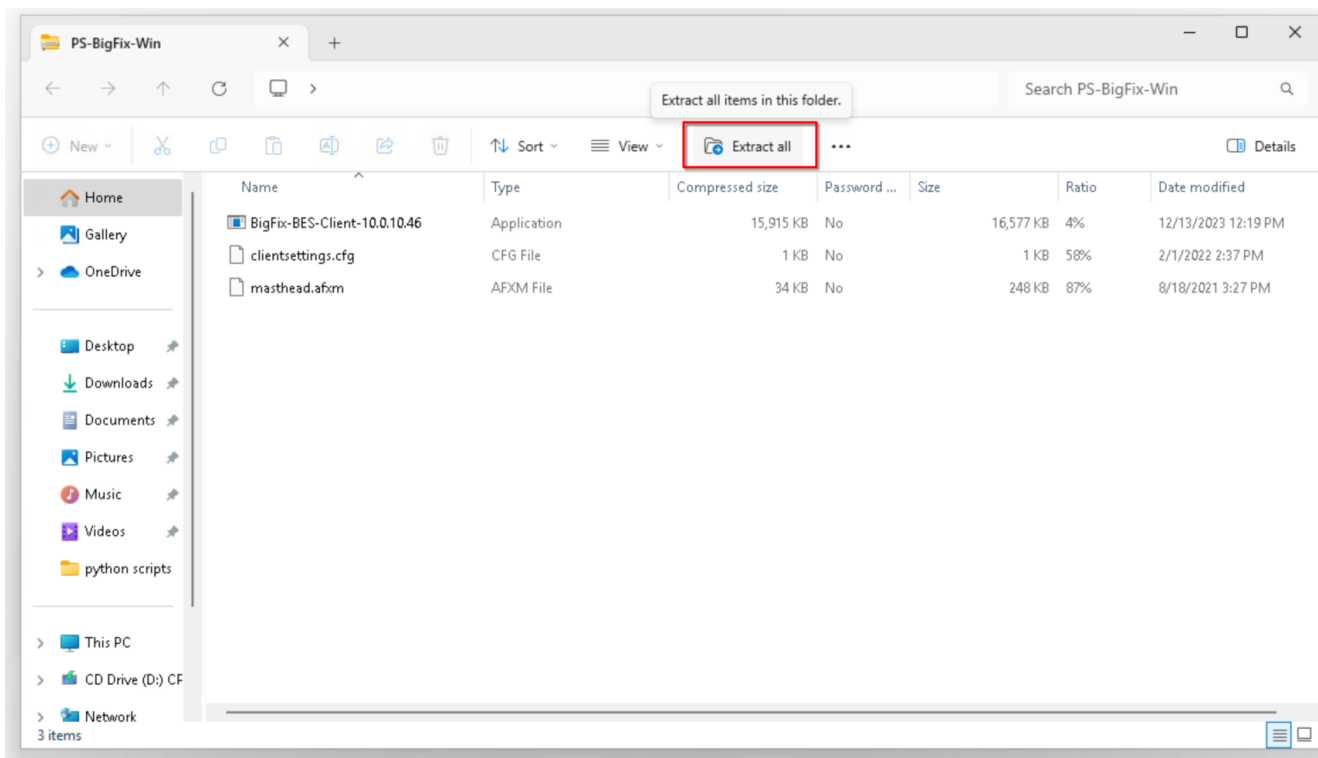 PS-BigFix-Win
Search PS-BigFix-Win
Extract all items in this folder.
New
Sort
View
Extract all
Details
Name Type Compressed size Password ... Size Ratio Date modified
BigFix-BES-Client-10.0.10.46 Application 15,915 KB No 16,577 KB 4% 12/13/2023 12:19 PM
clientsettings.cfg CFG File 1 KB No 1 KB 58% 2/1/2022 2:37 PM
masthead.afxm AFXM File 34 KB No 248 KB 87% 8/18/2021 3:27 PM
Home
Gallery
OneDrive
Desktop
Downloads
Documents
Pictures
Music
Videos
python scripts
This PC
CD Drive (D:) CF
Network
3 items